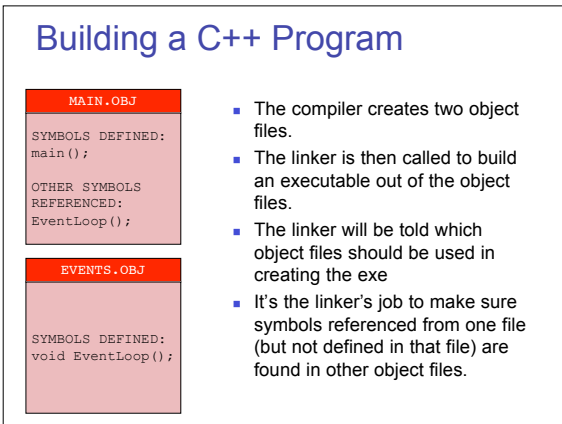 Building a C++ Program
MAIN.OBJ
SYMBOLS DEFINED:
main();
OTHER SYMBOLS
REFERENCED:
EventLoop();
EVENTS.OBJ
SYMBOLS DEFINED:
void EventLoop();
The compiler creates two object
files.
The linker is then called to build
an executable out of the object
files.
The linker will be told which
object files should be used in
creating the exe
It's the linker's job to make sure
symbols referenced from one file
(but not defined in that file) are
found in other object files.